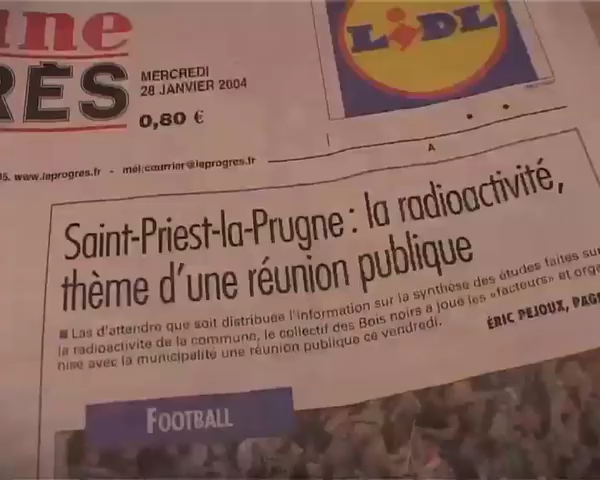 une
RÈS
MERCREDI
28 JANVIER 2004
0,80 €
LIDL
www.leprogres.fr - mél:courrier@leprogres.fr
A
Saint-Priest-la-Prugne : la radioactivité,
thème d'une réunion publique
■ Las d'attendre que soit distribuée l'information sur la synthèse des études faites sur
la radioactivité de la commune, le collectif des Bois noirs a joué les «facteurs» et orga
nisé avec la municipalité une réunion publique ce vendredi.
ÉRIC PEJOUX, PAG
FOOTBALL